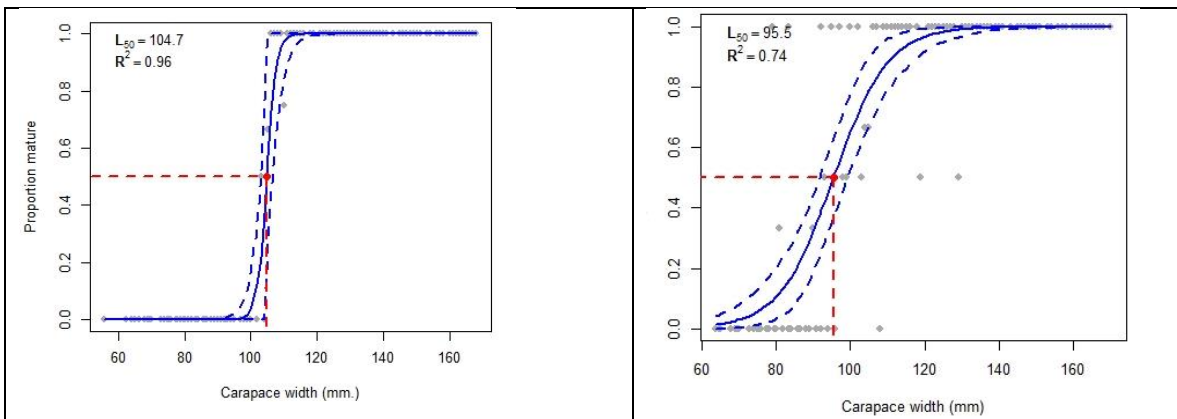 L50 = 104.7
R2 = 0.96
Proportion mature
1.0
0.8
0.6
0.4
0.2
0.0
60 80 100 120 140 160
Carapace width (mm.)
L50 = 95.5
R2 = 0.74
1.0
0.8
0.6
0.4
0.2
0.0
60 80 100 120 140 160
Carapace width (mm)